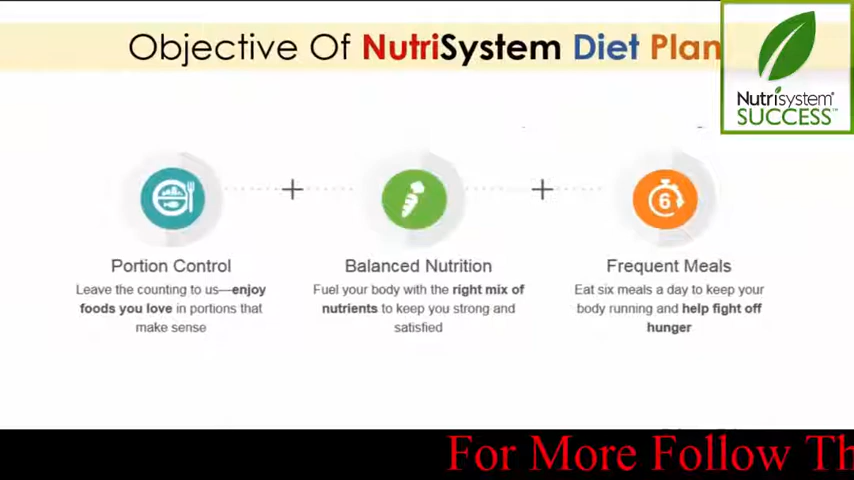 Objective Of NutriSystem Diet Plan
Nutrisystem®
SUCCESS™
6
Portion Control
Leave the counting to us—enjoy
foods you love in portions that
make sense
Balanced Nutrition
Fuel your body with the right mix of
nutrients to keep you strong and
satisfied
Frequent Meals
Eat six meals a day to keep your
body running and help fight off
hunger
For More Follow Th